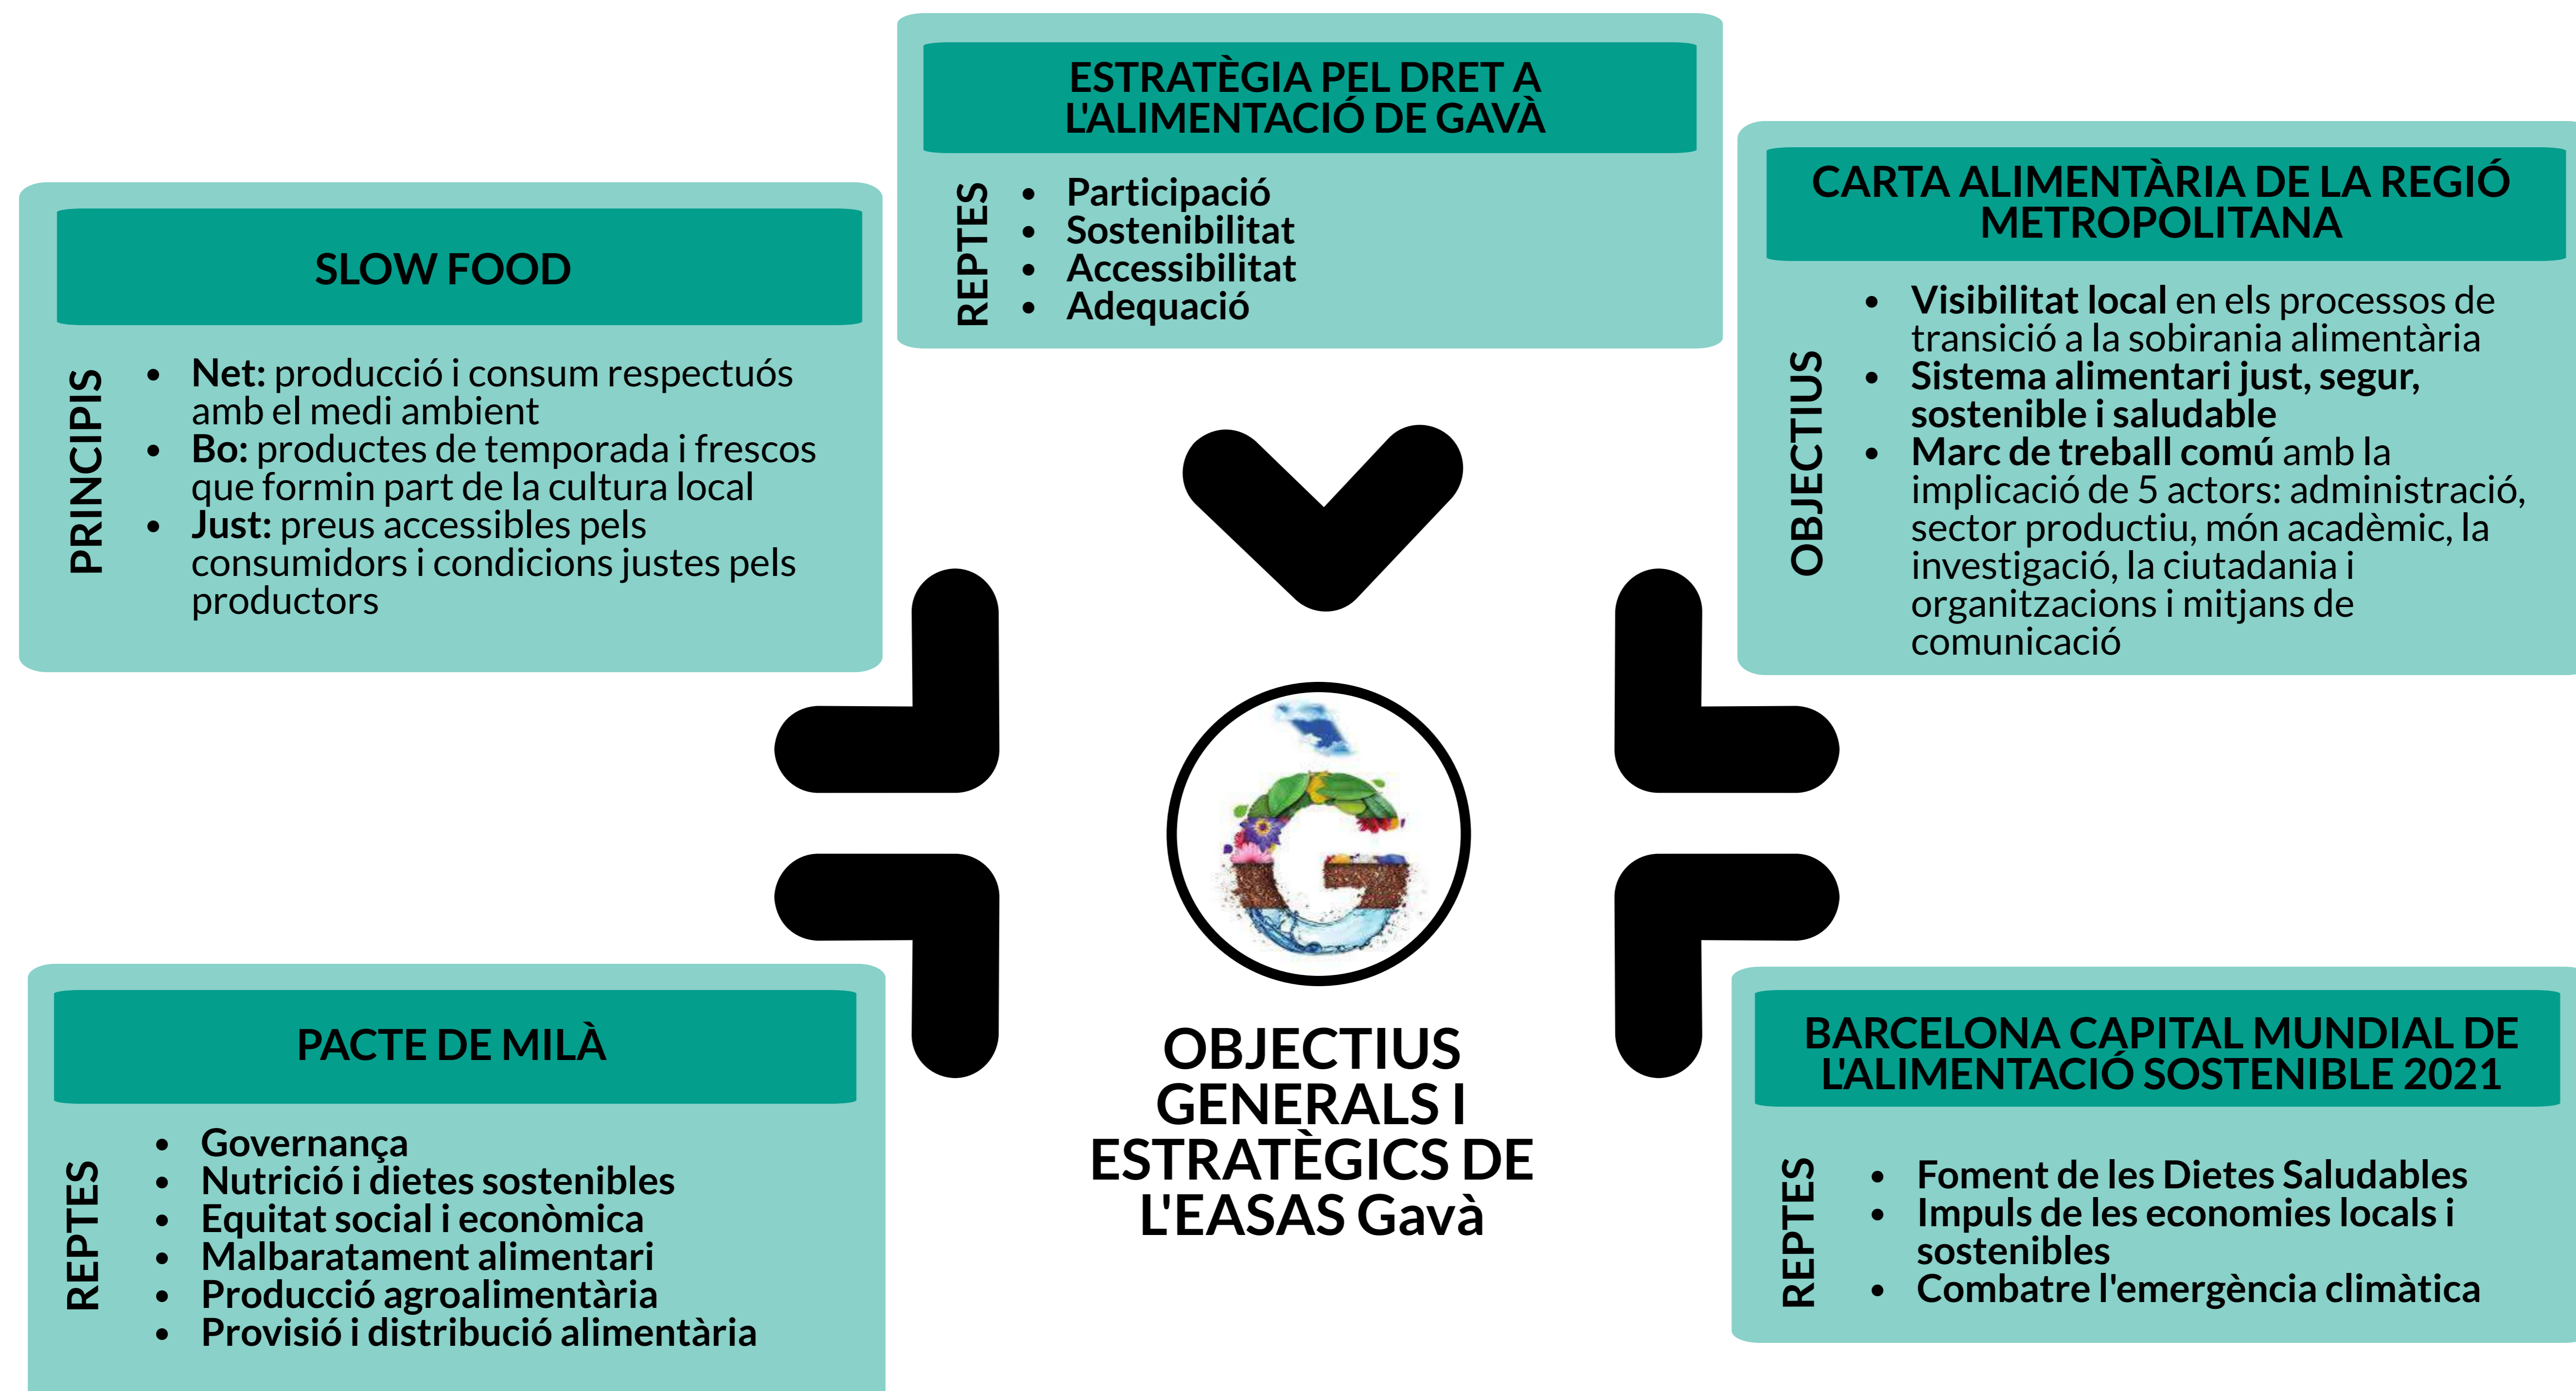 ESTRATÈGIA PEL DRET A
L'ALIMENTACIÓ DE GAVÀ
REPTES
Participació
Sostenibilitat
Accessibilitat
Adequació
SLOW FOOD
PRINCIPIS
Net: producció i consum respectuós
amb el medi ambient
Bo: productes de temporada i frescos
que formin part de la cultura local
Just: preus accessibles pels
consumidors i condicions justes pels
productors
CARTA ALIMENTÀRIA DE LA REGIÓ
METROPOLITANA
OBJECTIUS
Visibilitat local en els processos de
transició a la sobirania alimentària
Sistema alimentari just, segur,
sostenible i saludable
Marc de treball comú amb la
implicació de 5 actors: administració,
sector productiu, món acadèmic, la
investigació, la ciutadania i
organitzacions i mitjans de
comunicació
G̀
OBJECTIUS
GENERALS I
ESTRATÈGICS DE
L'EASAS Gavà
PACTE DE MILÀ
REPTES
Governança
Nutrició i dietes sostenibles
Equitat social i econòmica
Malbaratament alimentari
Producció agroalimentària
Provisió i distribució alimentària
BARCELONA CAPITAL MUNDIAL DE
L'ALIMENTACIÓ SOSTENIBLE 2021
REPTES
Foment de les Dietes Saludables
Impuls de les economies locals i
sostenibles
Combatre l'emergència climàtica